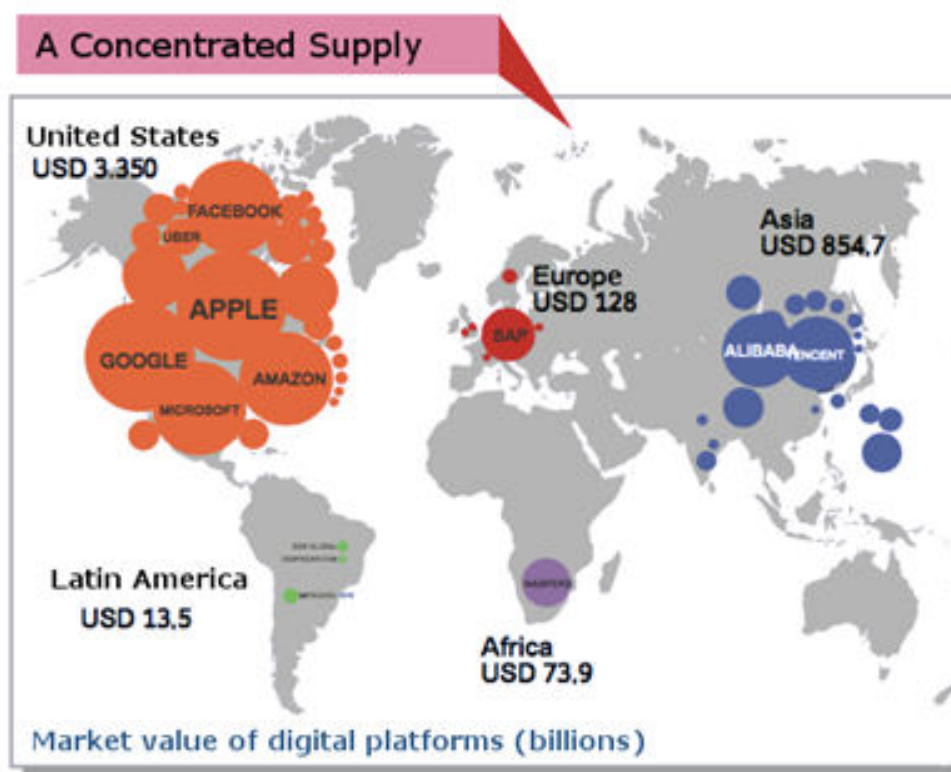 A Concentrated Supply
United States
USD 3.350
FACEBOOK
UBER
APPLE
GOOGLE
AMAZON
MICROSOFT
Europe
USD 128
SAP
Asia
USD 854,7
ALIBABA
TENCENT
Latin America
USD 13,5
NASPERS
Africa
USD 73,9
Market value of digital platforms (billions)